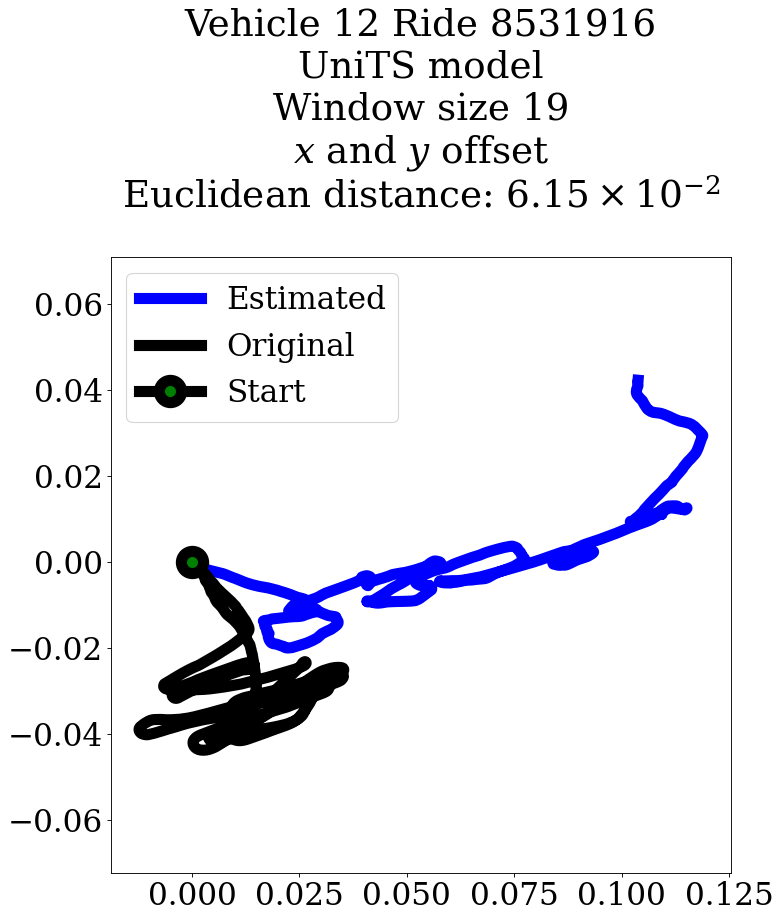 Vehicle 12 Ride 8531916
UniTS model
Window size 19
x and y offset
Euclidean distance: 6.15 × 10⁻²
Estimated
Original
Start
0.06
0.04
0.02
0.00
−0.02
−0.04
−0.06
0.000 0.025 0.050 0.075 0.100 0.125